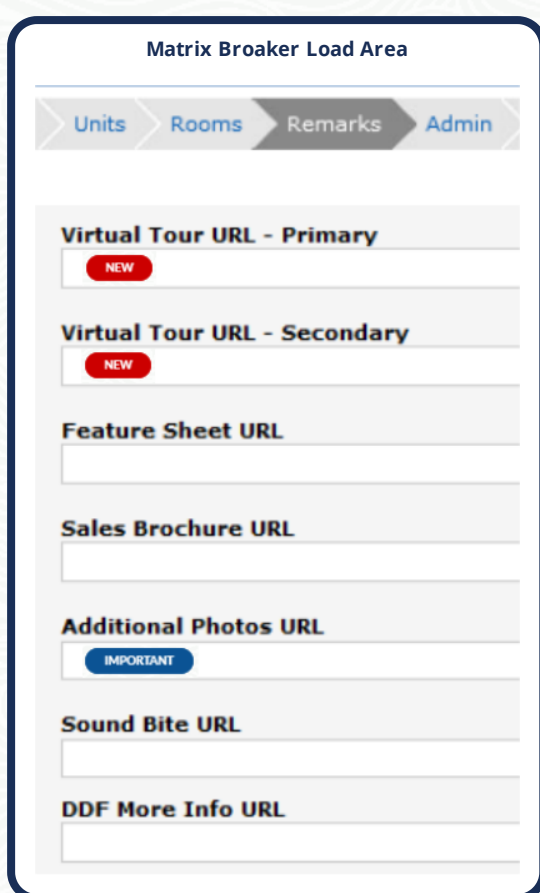 Matrix Broaker Load Area
Units Rooms Remarks Admin
Virtual Tour URL - Primary
NEW
Virtual Tour URL - Secondary
NEW
Feature Sheet URL
Sales Brochure URL
Additional Photos URL
IMPORTANT
Sound Bite URL
DDF More Info URL